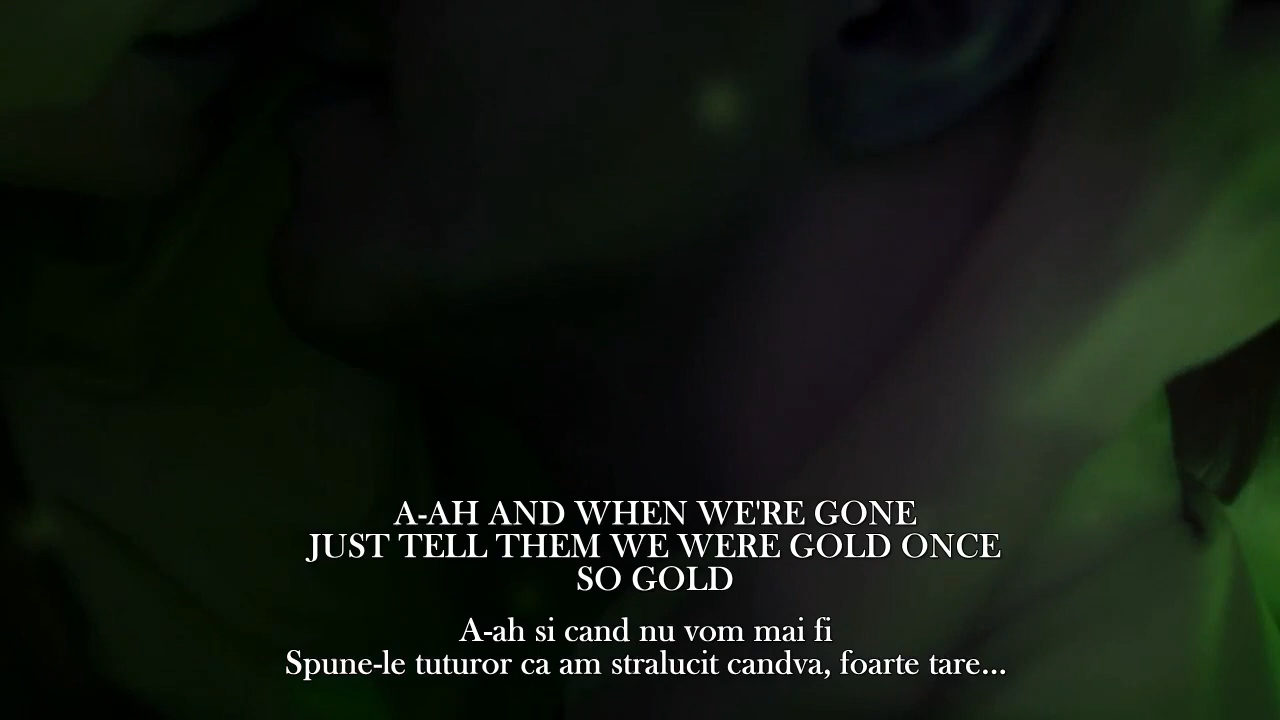 A-AH AND WHEN WE'RE GONE
JUST TELL THEM WE WERE GOLD ONCE
SO GOLD
A-ah si cand nu vom mai fi
Spune-le tuturor ca am stralucit candva, foarte tare...